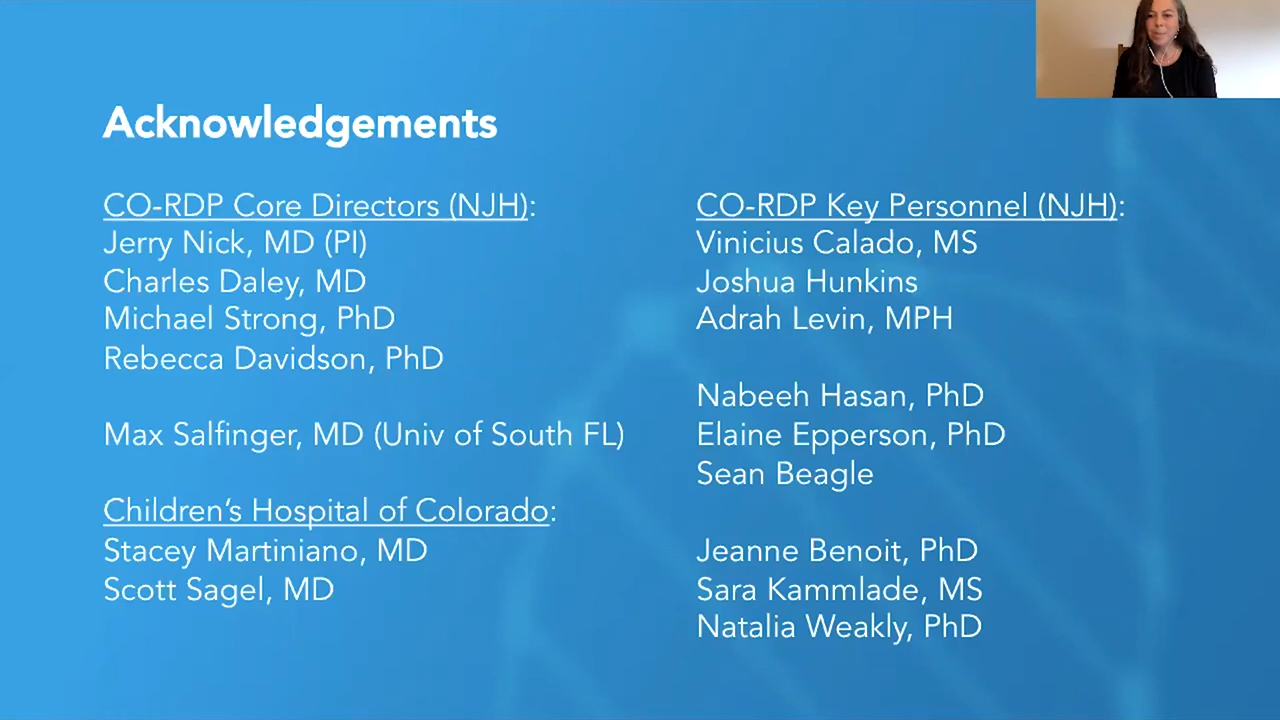 Acknowledgements
CO-RDP Core Directors (NJH):
Jerry Nick, MD (PI)
Charles Daley, MD
Michael Strong, PhD
Rebecca Davidson, PhD
Max Salfinger, MD (Univ of South FL)
Children's Hospital of Colorado:
Stacey Martiniano, MD
Scott Sagel, MD
CO-RDP Key Personnel (NJH):
Vinicius Calado, MS
Joshua Hunkins
Adrah Levin, MPH
Nabeeh Hasan, PhD
Elaine Epperson, PhD
Sean Beagle
Jeanne Benoit, PhD
Sara Kammlade, MS
Natalia Weakly, PhD